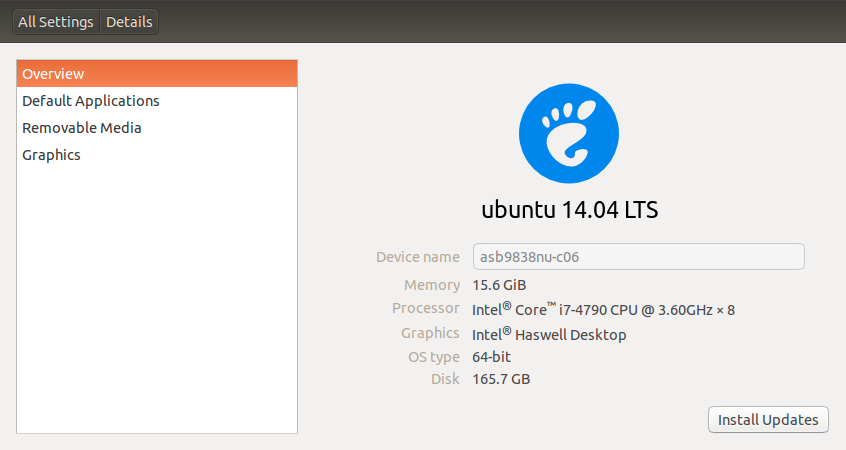 All Settings Details
Overview
Default Applications
Removable Media
Graphics
ubuntu 14.04 LTS
Device name asb9838nu-c06
Memory 15.6 GiB
Processor Intel® Core™ i7-4790 CPU @ 3.60GHz × 8
Graphics Intel® Haswell Desktop
OS type 64-bit
Disk 165.7 GB
Install Updates